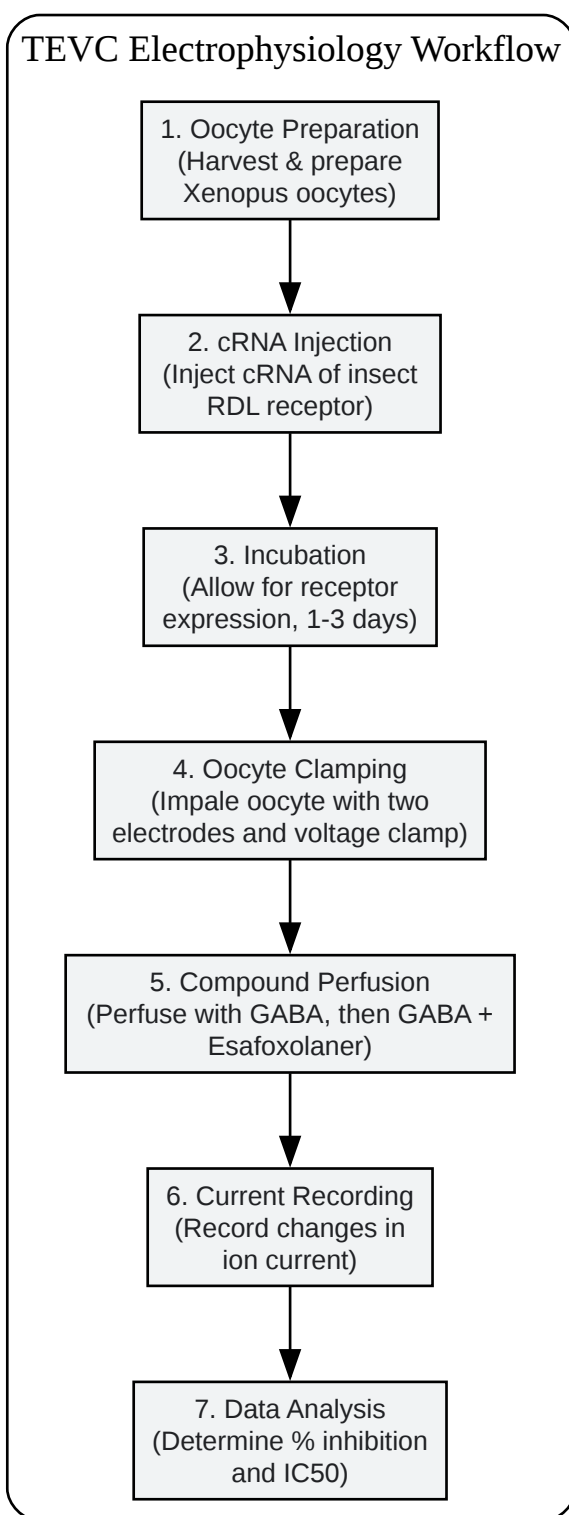 TEVC Electrophysiology Workflow
1. Oocyte Preparation
(Harvest & prepare
Xenopus oocytes)
2. cRNA Injection
(Inject cRNA of insect
RDL receptor)
3. Incubation
(Allow for receptor
expression, 1-3 days)
4. Oocyte Clamping
(Impale oocyte with two
electrodes and voltage clamp)
5. Compound Perfusion
(Perfuse with GABA, then GABA +
Esafoxolaner)
6. Current Recording
(Record changes in
ion current)
7. Data Analysis
(Determine % inhibition
and IC50)